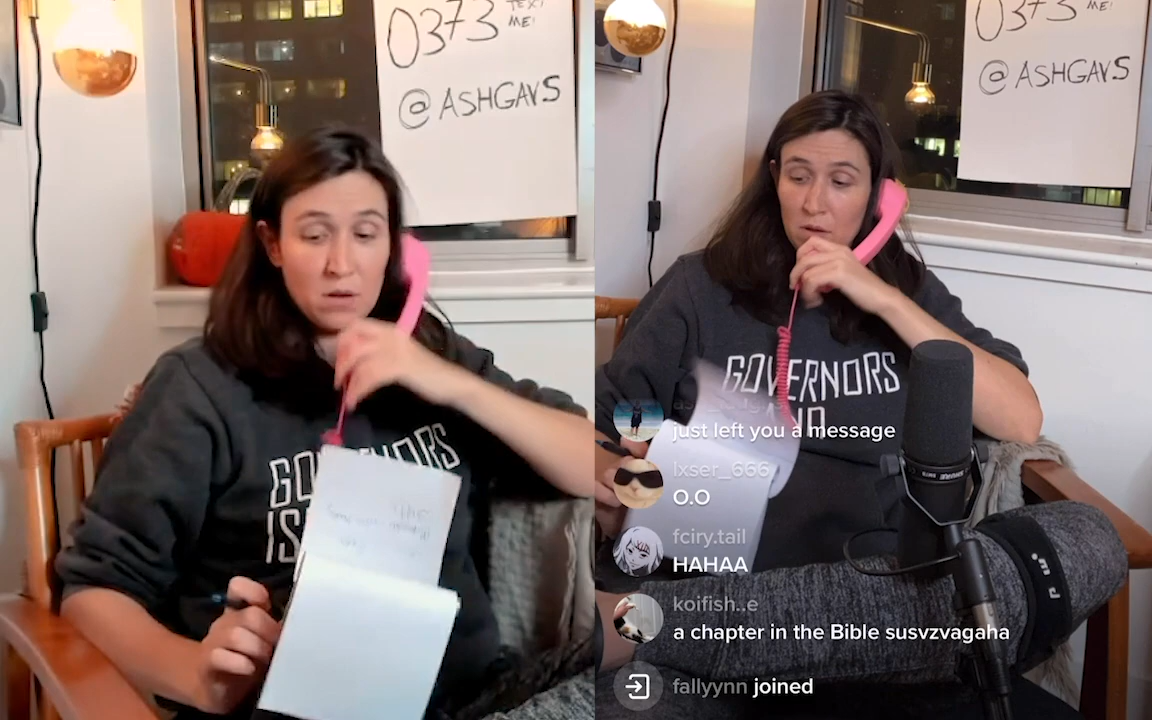 0373 TEXT
ME!
@ASHGAVS
GOVERNORS
IS
0373
ME!
@ASHGAVS
GOVERNORS
just left you a message
lxser_666
O.O
fciry.tail
HAHAA
koifish..e
a chapter in the Bible susvzvagaha
fallyynn joined